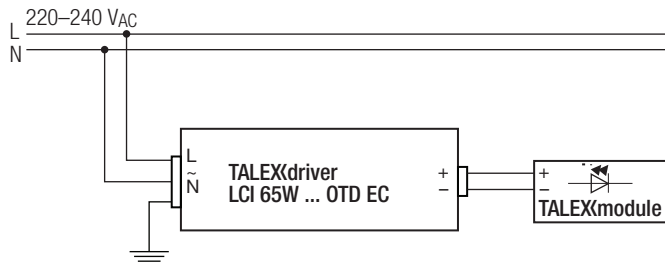 220–240 VAC
L
N
L
~
N
TALEXXdriver
LCI 65W ... OTD EC
+
–
+
–
TALEXXmodule